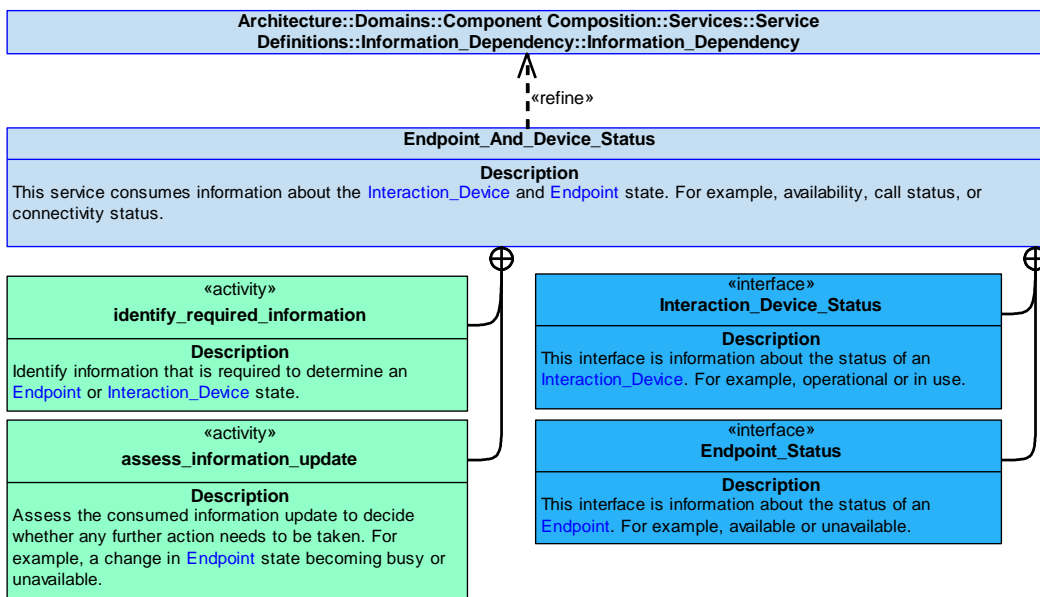 Architecture::Domains::Component Composition::Services::Service
Definitions::Information_Dependency::Information_Dependency
«refine»
Endpoint_And_Device_Status
Description
This service consumes information about the Interaction_Device and Endpoint state. For example, availability, call status, or
connectivity status.
«activity»
identify_required_information
Description
Identify information that is required to determine an
Endpoint or Interaction_Device state.
«interface»
Interaction_Device_Status
Description
This interface is information about the status of an
Interaction_Device. For example, operational or in use.
«activity»
assess_information_update
Description
Assess the consumed information update to decide
whether any further action needs to be taken. For
example, a change in Endpoint state becoming busy or
unavailable.
«interface»
Endpoint_Status
Description
This interface is information about the status of an
Endpoint. For example, available or unavailable.